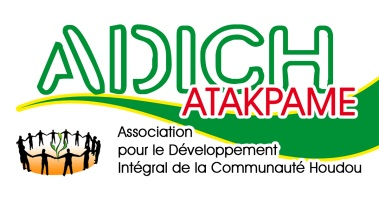 ADICH
ATAKPAME
Association
pour le Développement
Intégral de la Communauté Houdou